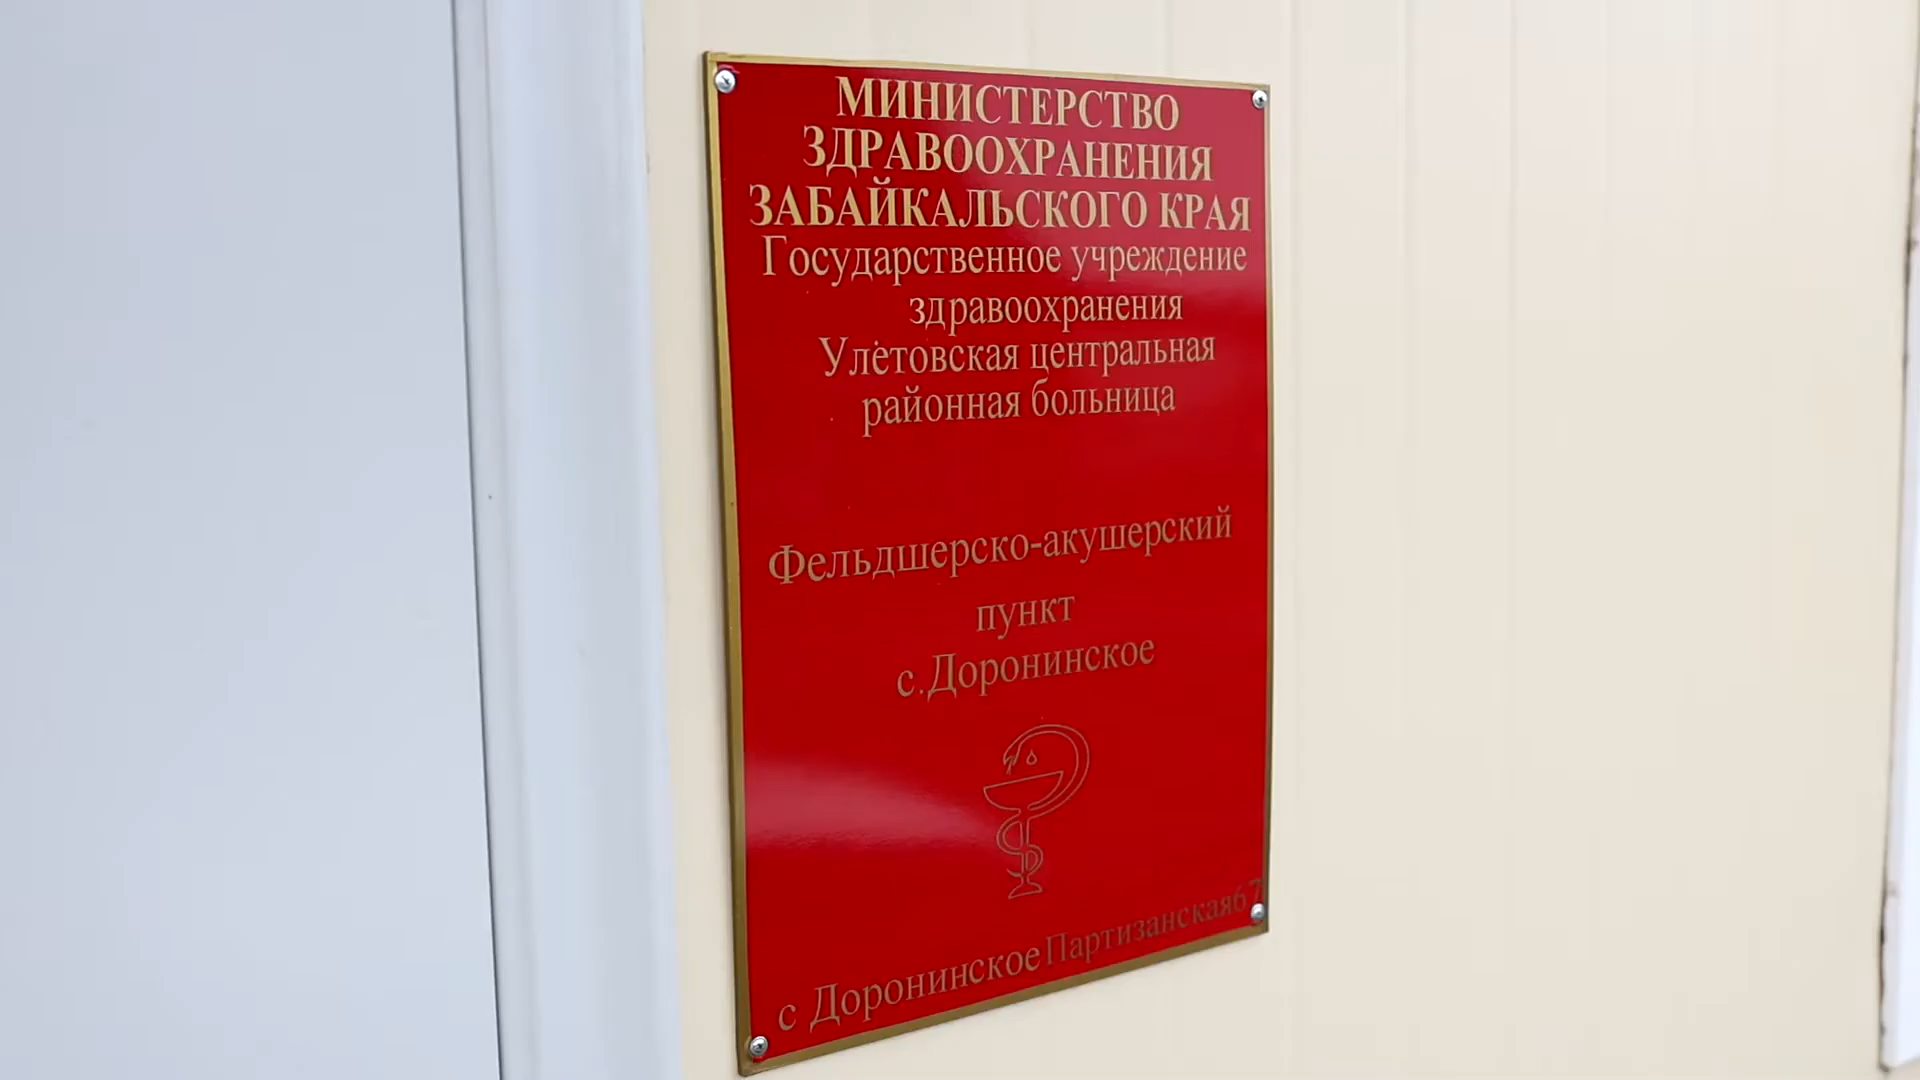 МИНИСТЕРСТВО
ЗДРАВООХРАНЕНИЯ
ЗАБАЙКАЛЬСКОГО КРАЯ
Государственное учреждение
здравоохранения
Улётовская центральная
районная больница
Фельдшерско-акушерский
пункт
с.Доронинское
с Доронинское Партизанская67